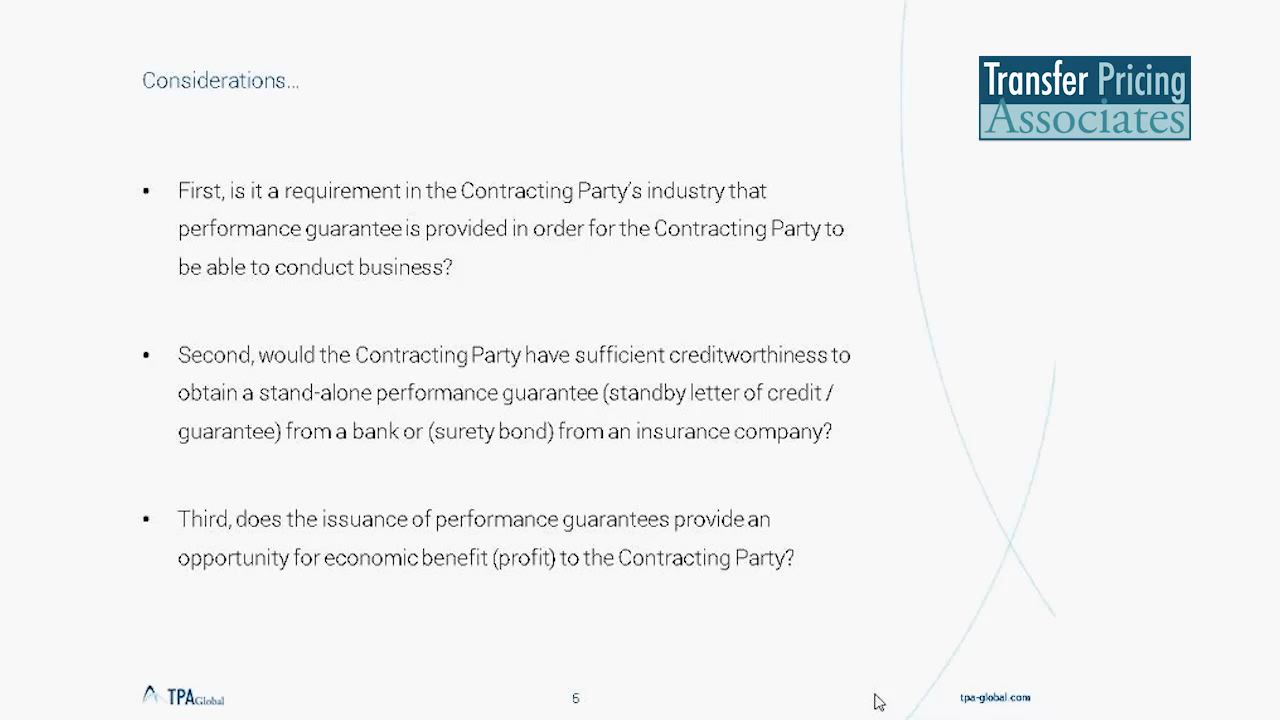 Considerations...
Transfer Pricing
Associates
• First, is it a requirement in the Contracting Party's industry that
performance guarantee is provided in order for the Contracting Party to
be able to conduct business?
• Second, would the Contracting Party have sufficient creditworthiness to
obtain a stand-alone performance guarantee (standby letter of credit /
guarantee) from a bank or (surety bond) from an insurance company?
• Third, does the issuance of performance guarantees provide an
opportunity for economic benefit (profit) to the Contracting Party?
TPA Global
6
tpa-global.com